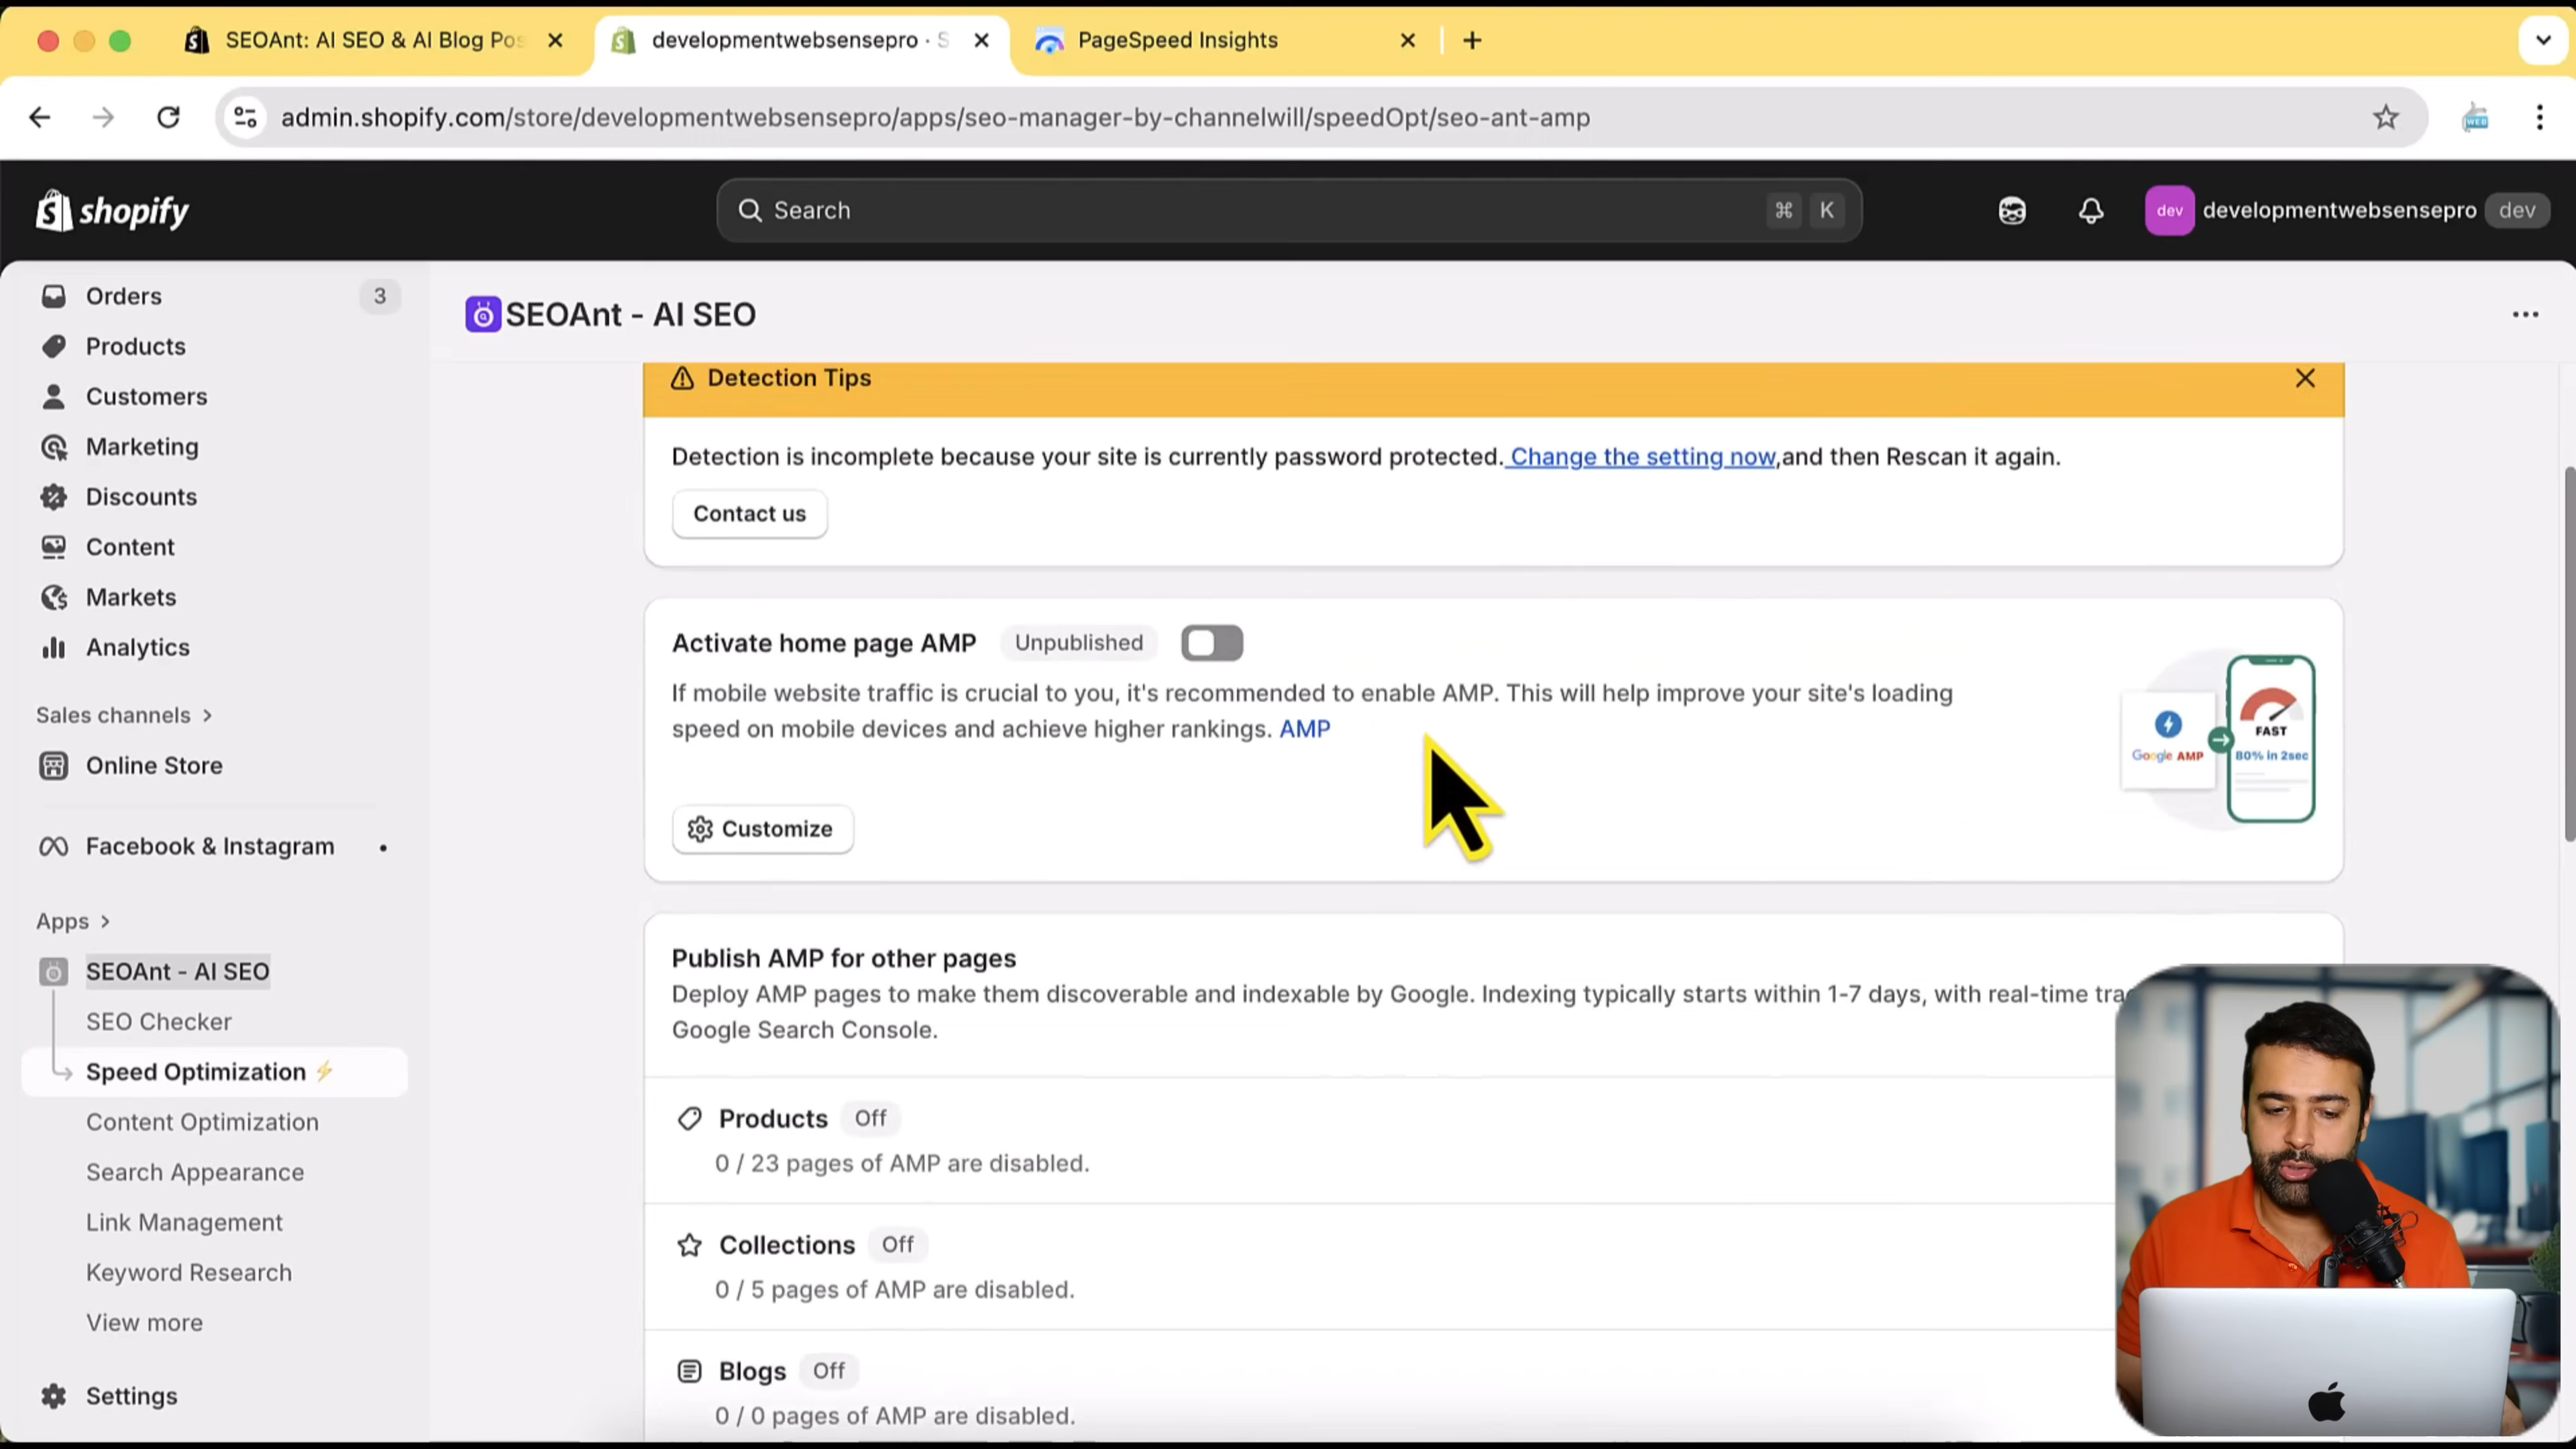 SEOAnt: AI SEO & AI Blog Pos
developmentwebsensepro · S
PageSpeed Insights
admin.shopify.com/store/developmentwebsensepro/apps/seo-manager-by-channelwill/speedOpt/seo-ant-amp
WEB
shopify
Search
⌘ K
dev
developmentwebsensepro
dev
Orders
3
Products
Customers
Marketing
Discounts
Content
Markets
Analytics
Sales channels
Online Store
Facebook & Instagram
Apps
SEOAnt - AI SEO
SEO Checker
Speed Optimization ⚡
Content Optimization
Search Appearance
Link Management
Keyword Research
View more
Settings
SEOAnt - AI SEO
Detection Tips
Detection is incomplete because your site is currently password protected. Change the setting now,and then Rescan it again.
Contact us
Activate home page AMP
Unpublished
If mobile website traffic is crucial to you, it's recommended to enable AMP. This will help improve your site's loading
speed on mobile devices and achieve higher rankings. AMP
Customize
Google AMP
FAST
80% in 2sec
Publish AMP for other pages
Deploy AMP pages to make them discoverable and indexable by Google. Indexing typically starts within 1-7 days, with real-time tra
Google Search Console.
Products Off
0 / 23 pages of AMP are disabled.
Collections Off
0 / 5 pages of AMP are disabled.
Blogs Off
0 / 0 pages of AMP are disabled.